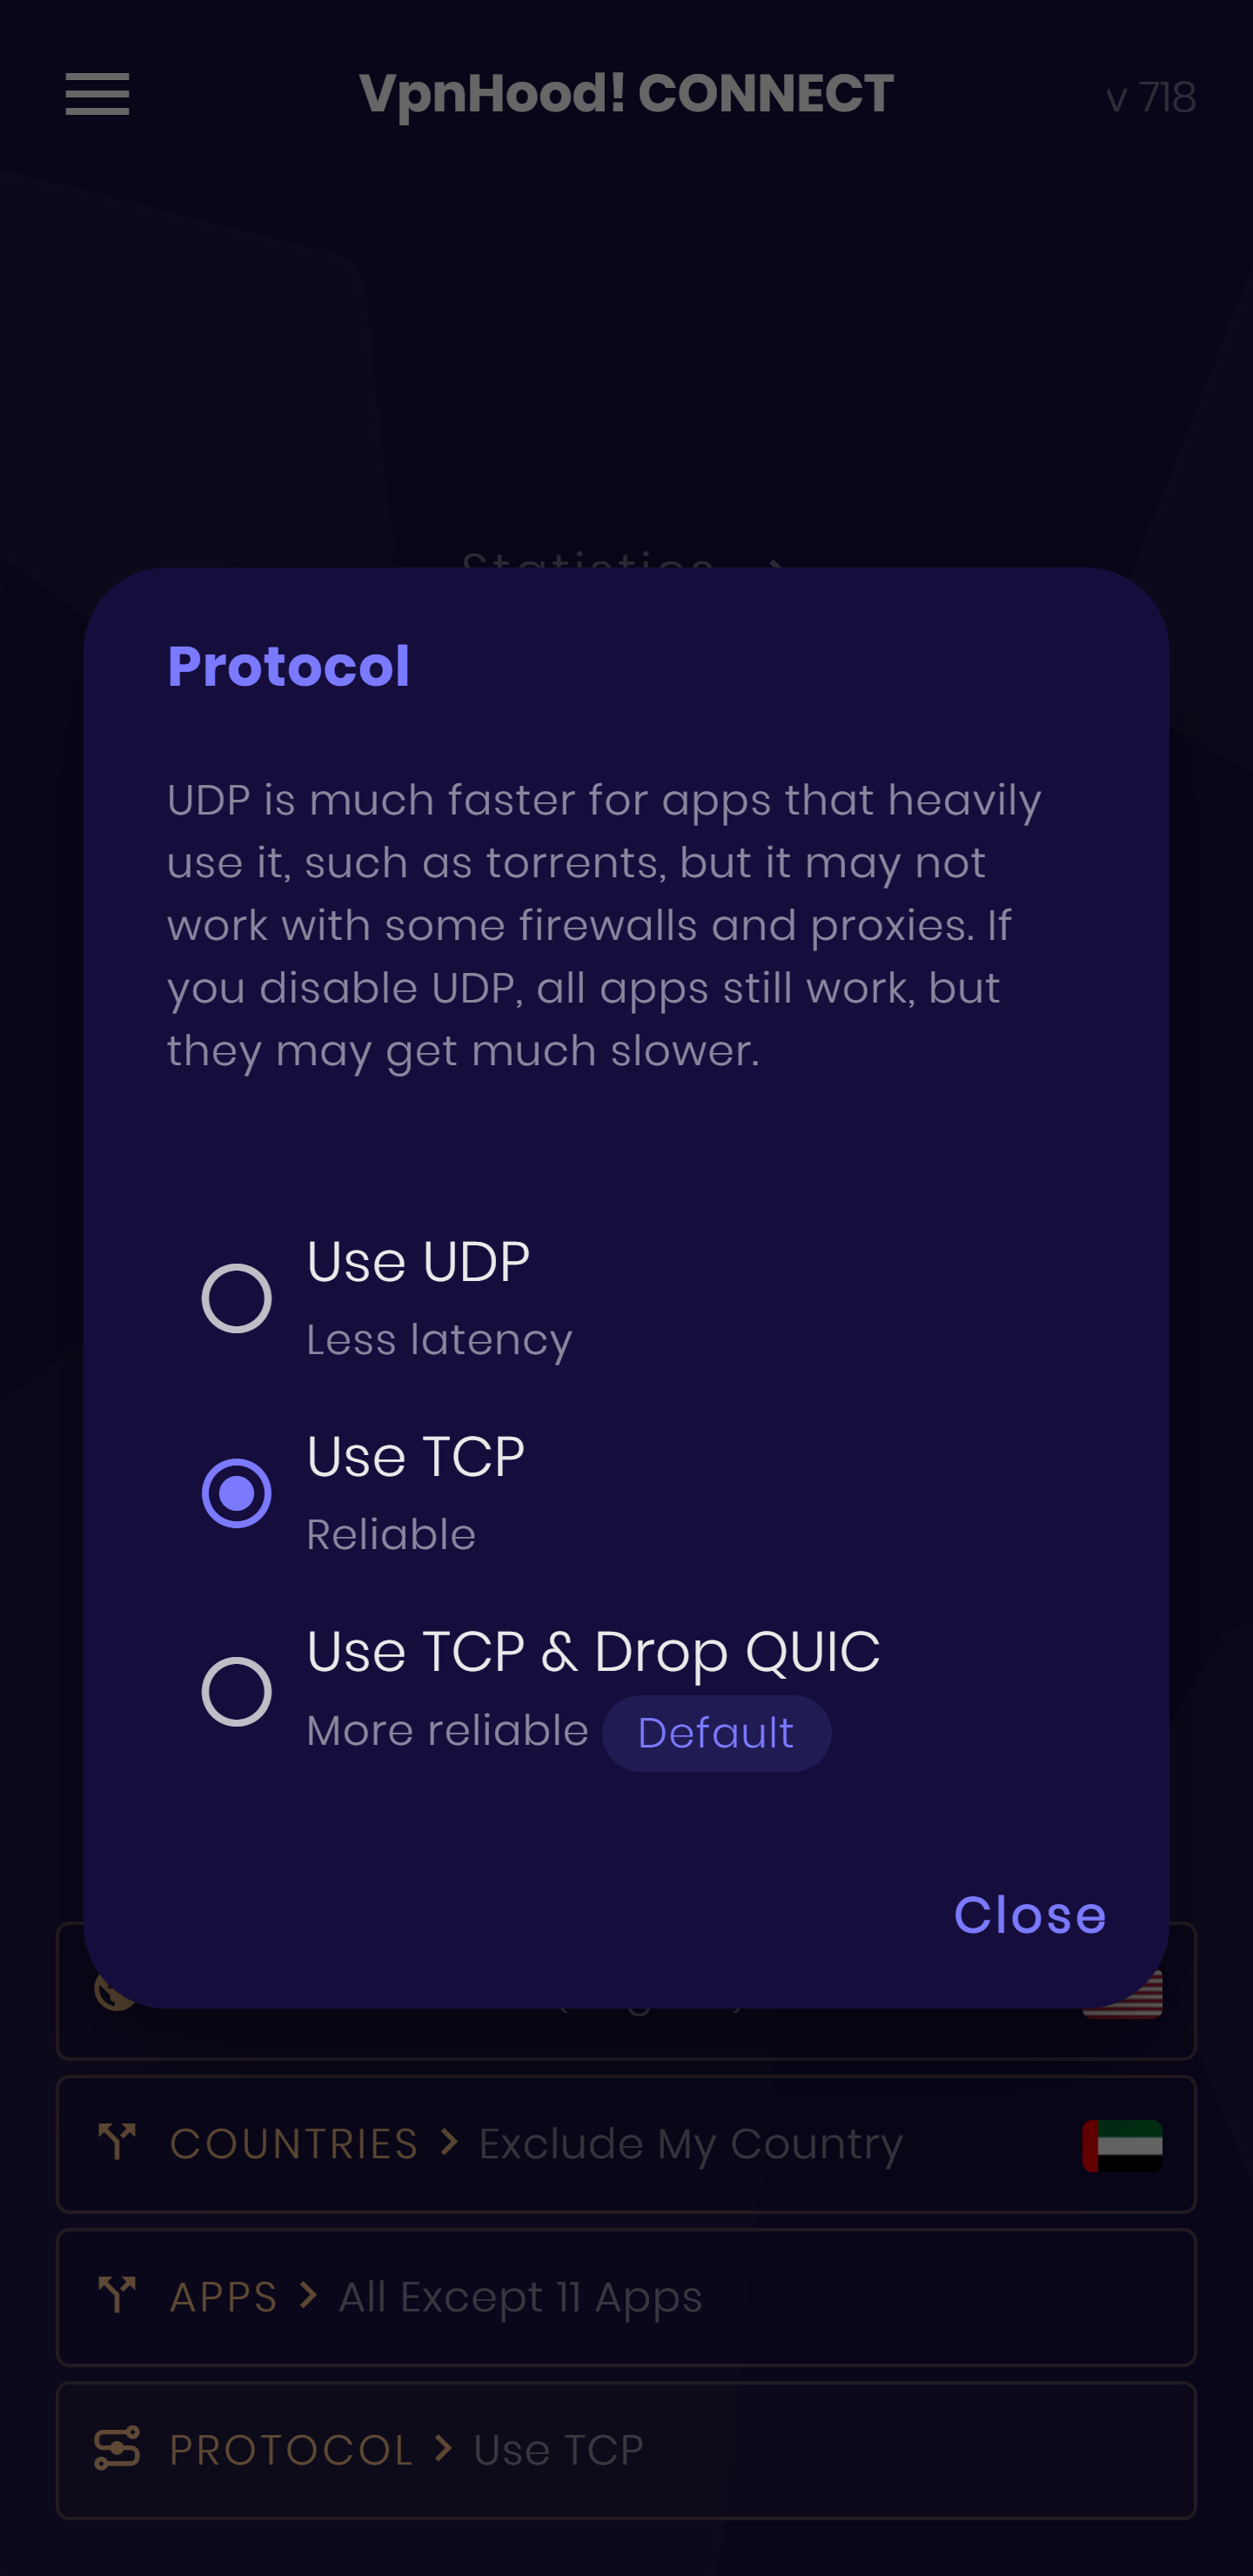 VpnHood! CONNECT
v 718
Statistics
Protocol
UDP is much faster for apps that heavily
use it, such as torrents, but it may not
work with some firewalls and proxies. If
you disable UDP, all apps still work, but
they may get much slower.
Use UDP
Less latency
Use TCP
Reliable
Use TCP & Drop QUIC
More reliable Default
Close
COUNTRIES > Exclude My Country
APPS > All Except 11 Apps
PROTOCOL > Use TCP